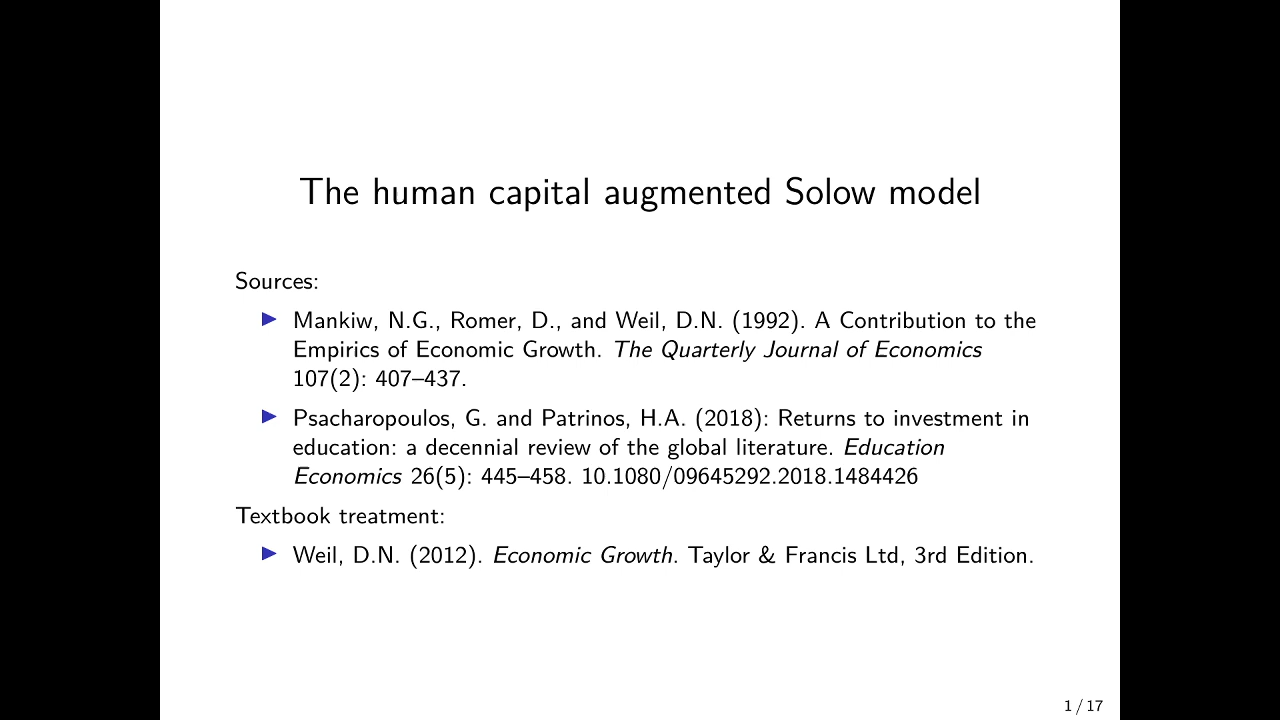 The human capital augmented Solow model
Sources:
▶ Mankiw, N.G., Romer, D., and Weil, D.N. (1992). A Contribution to the
Empirics of Economic Growth. The Quarterly Journal of Economics
107(2): 407–437.
▶ Psacharopoulos, G. and Patrinos, H.A. (2018): Returns to investment in
education: a decennial review of the global literature. Education
Economics 26(5): 445–458. 10.1080/09645292.2018.1484426
Textbook treatment:
▶ Weil, D.N. (2012). Economic Growth. Taylor & Francis Ltd, 3rd Edition.
1 / 17